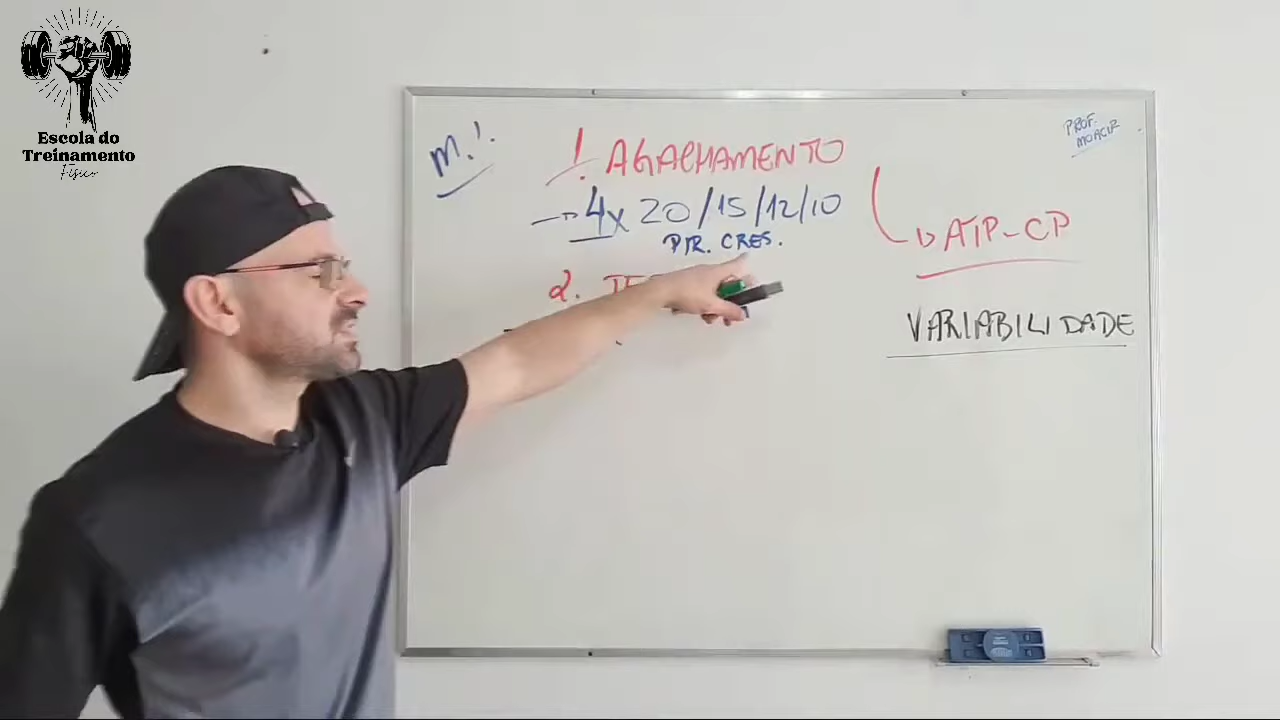 Escola do
Treinamento
Físico
M.!
PROF.
MOACIR
1. AGACHAMENTO
4x 20/15/12/10
PIR. CRES.
ATP-CP
2.
VARIABILIDADE